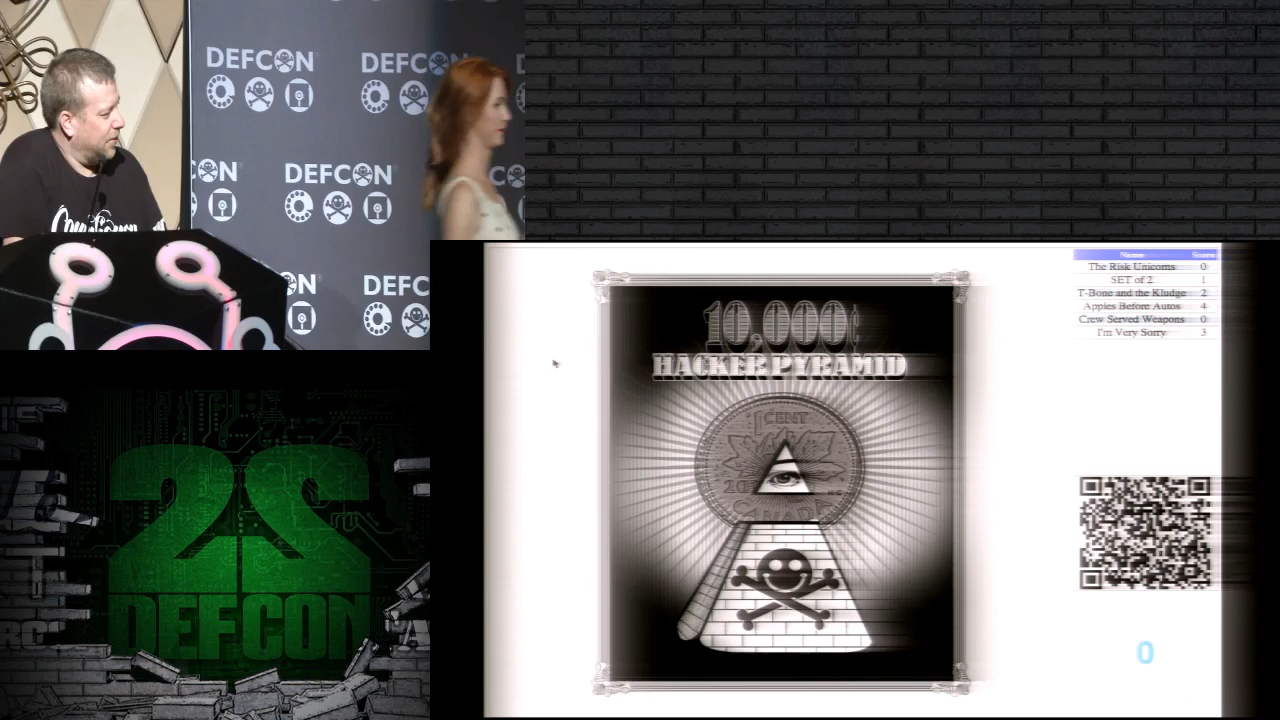 DEFCON DEFCON
DEFCON
DEFC
10,000¢
HACKER PYRAMID
1 CENT
CANADA
Name Score
The Risk Unicorns 0
SET of 2 1
T-Bone and the Kludge 2
Apples Before Autos 4
Crew Served Weapons 0
I'm Very Sorry 3
0
22
DEFCON